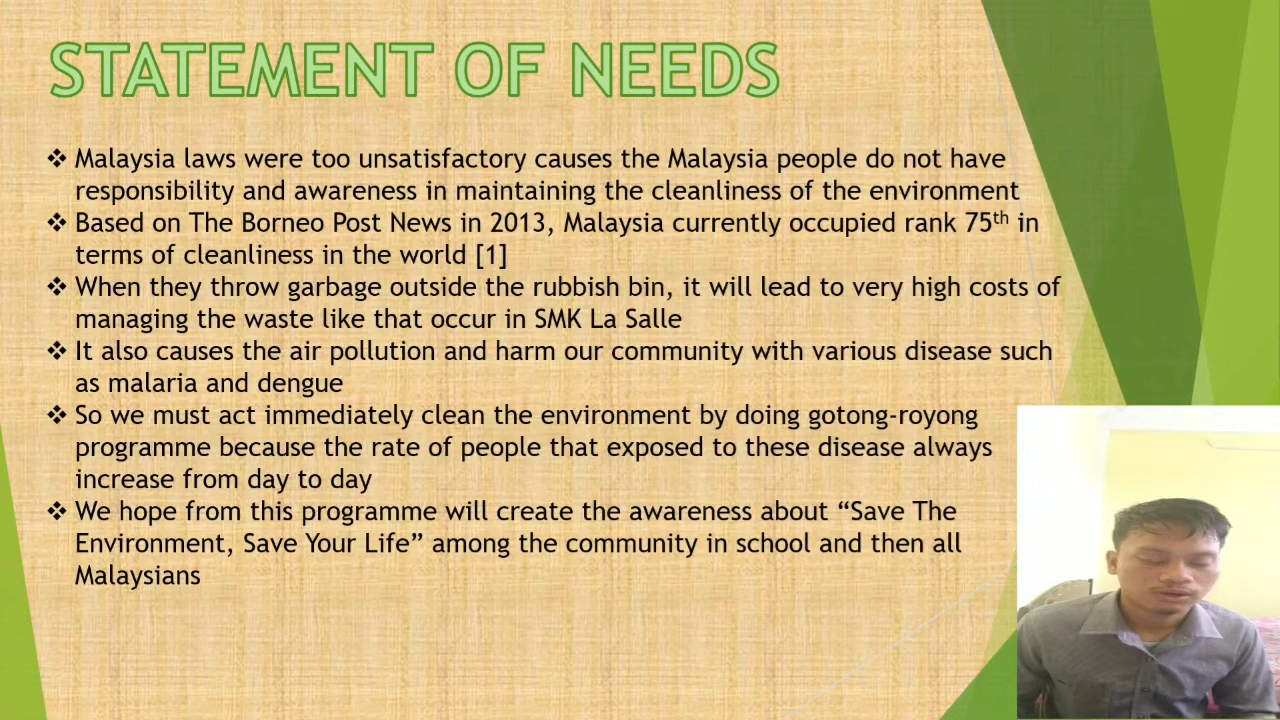 STATEMENT OF NEEDS
❖ Malaysia laws were too unsatisfactory causes the Malaysia people do not have
responsibility and awareness in maintaining the cleanliness of the environment
❖ Based on The Borneo Post News in 2013, Malaysia currently occupied rank 75th in
terms of cleanliness in the world [1]
❖ When they throw garbage outside the rubbish bin, it will lead to very high costs of
managing the waste like that occur in SMK La Salle
❖ It also causes the air pollution and harm our community with various disease such
as malaria and dengue
❖ So we must act immediately clean the environment by doing gotong-royong
programme because the rate of people that exposed to these disease always
increase from day to day
❖ We hope from this programme will create the awareness about “Save The
Environment, Save Your Life” among the community in school and then all
Malaysians